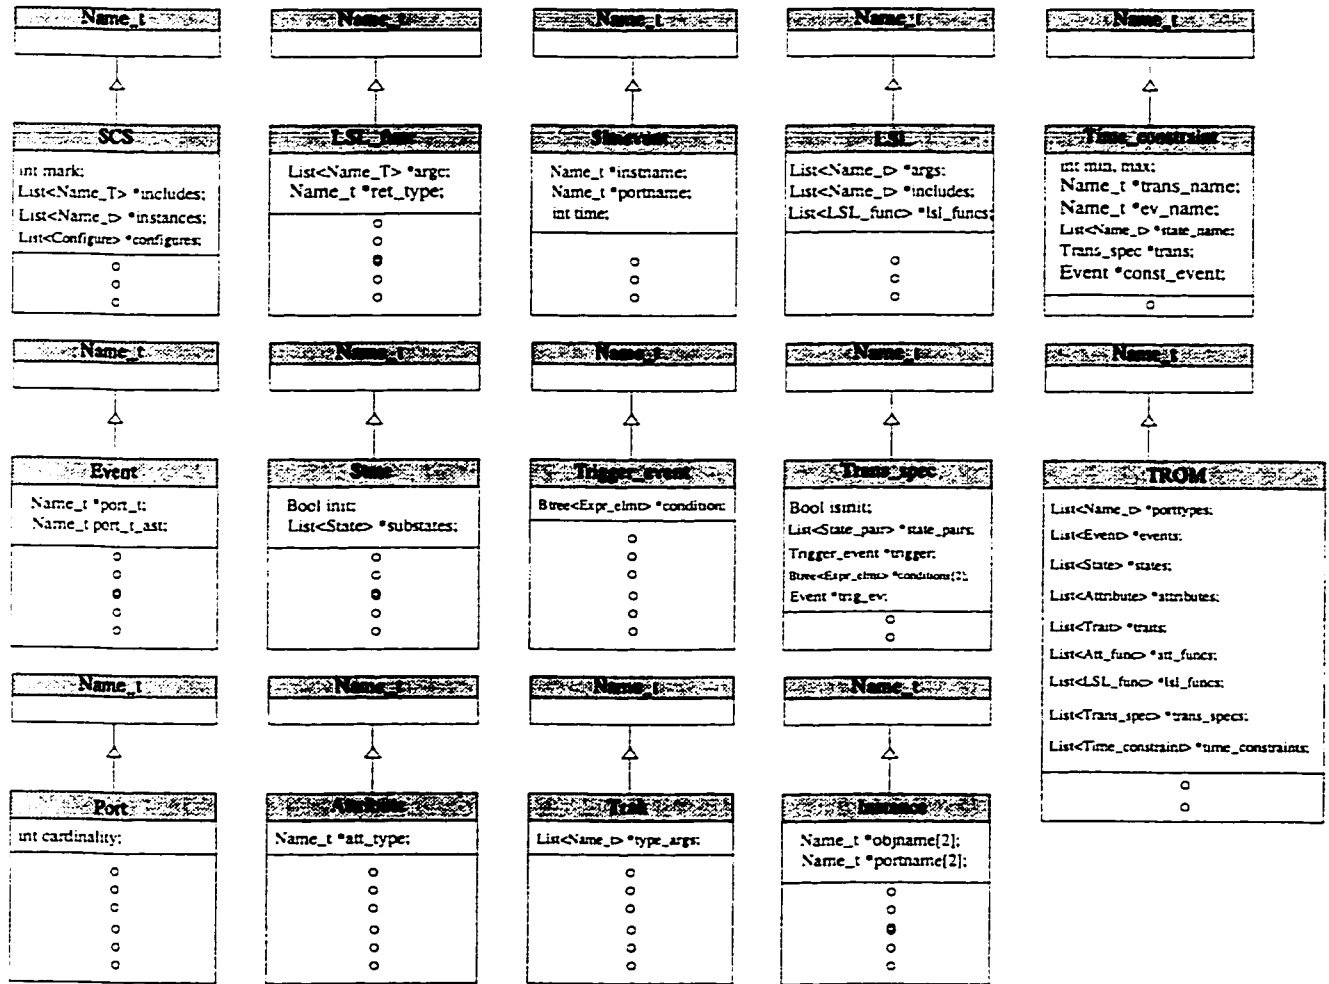 Name_t
Name_t
Name_t
Name_t
Name_t
SCS
int mark;
List<Name_T> *includes;
List<Name_t> *instances;
List<Configure> *configures;
LSL_func
List<Name_T> *argc;
Name_t *ret_type;
Simevent
Name_t *instname;
Name_t *portname;
int time;
LSL
List<Name_t> *args;
List<Name_t> *includes;
List<LSL_func> *lsl_funcs;
Time_constraint
int min, max;
Name_t *trans_name;
Name_t *ev_name;
List<Name_t> *state_name;
Trans_spec *trans;
Event *const_event;
Name_t
Name_t
Name_t
Name_t
Name_t
Event
Name_t *port_t;
Name_t port_t_ast;
State
Bool init;
List<State> *substates;
Trigger_event
Btree<Expr_elmt> *condition;
Trans_spec
Bool isinit;
List<State_pair> *state_pairs;
Trigger_event *trigger;
Btree<Expr_elmt> *conditions[2];
Event *trig_ev;
TROM
List<Name_t> *porttypes;
List<Event> *events;
List<State> *states;
List<Attribute> *attributes;
List<Trait> *traits;
List<Att_func> *att_funcs;
List<LSL_func> *lsl_funcs;
List<Trans_spec> *trans_specs;
List<Time_constraint> *time_constraints;
Name_t
Name_t
Name_t
Name_t
Port
int cardinality;
Attribute
Name_t *att_type;
Trait
List<Name_t> *type_args;
Instance
Name_t *objname[2];
Name_t *portname[2];